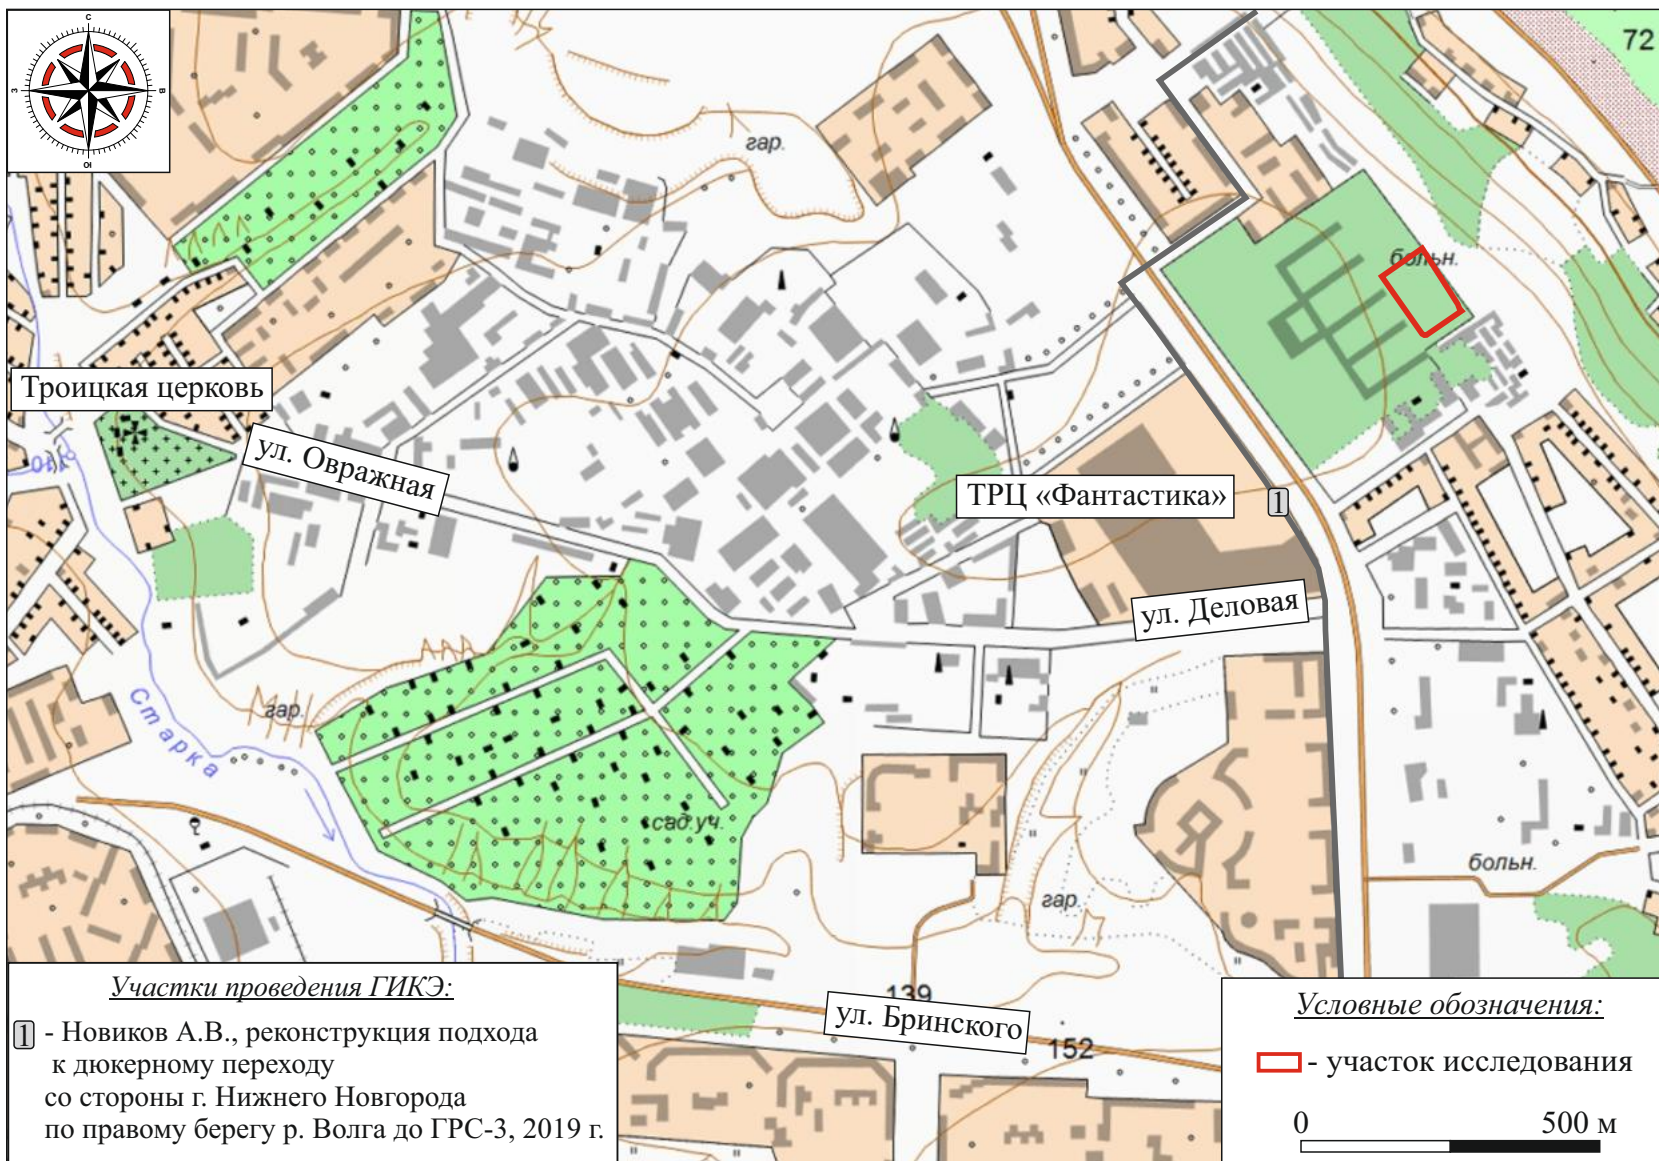 С
З
В
Ю
72
гар.
больн.
Троицкая церковь
ул. Овражная
ТРЦ «Фантастика»
1
ул. Деловая
Старка
гар.
сад.уч.
гар.
больн.
139
ул. Бринского
152
Участки проведения ГИКЭ:
1 - Новиков А.В., реконструкция подхода
к дюкерному переходу
со стороны г. Нижнего Новгорода
по правому берегу р. Волга до ГРС-3, 2019 г.
Условные обозначения:
- участок исследования
0 500 м